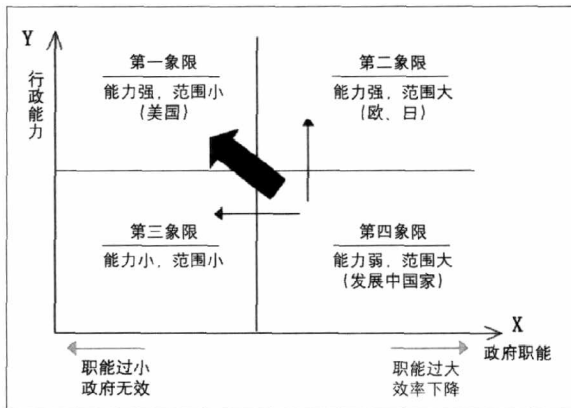 Y
行政能力
第一象限
能力强，范围小
(美国)
第二象限
能力强，范围大
(欧、日)
第三象限
能力小、范围小
第四象限
能力弱、范围大
(发展中国家)
X
政府职能
职能过小
政府无效
职能过大
效率下降